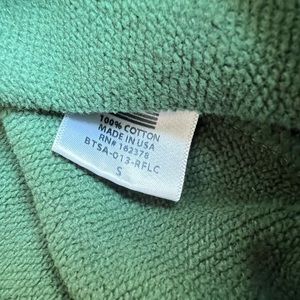 100% COTTON
MADE IN USA
RN# 162378
BTSA-013-RFLC
S